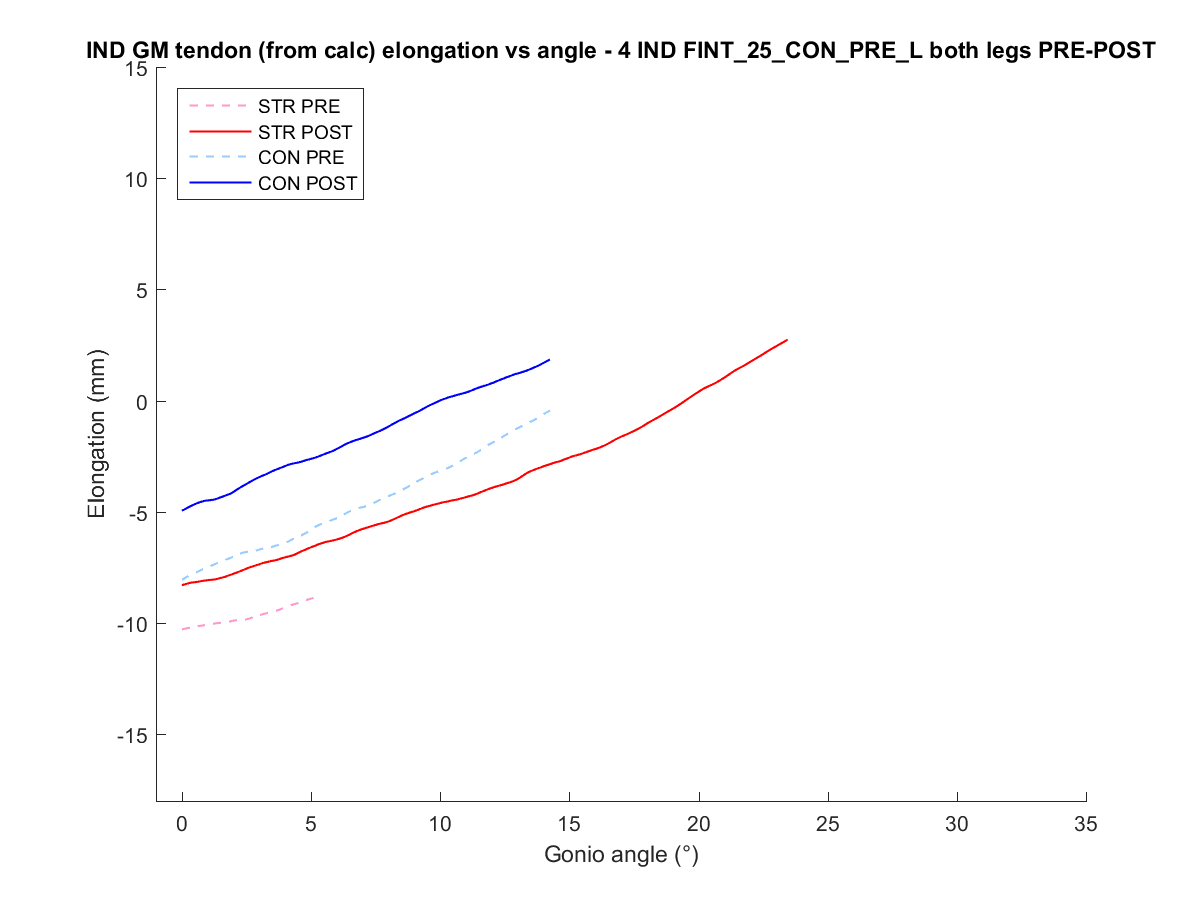 IND GM tendon (from calc) elongation vs angle - 4 IND FINT_25_CON_PRE_L both legs PRE-POST
15
10
5
0
-5
-10
-15
Elongation (mm)
STR PRE
STR POST
CON PRE
CON POST
0 5 10 15 20 25 30 35
Gonio angle (°)